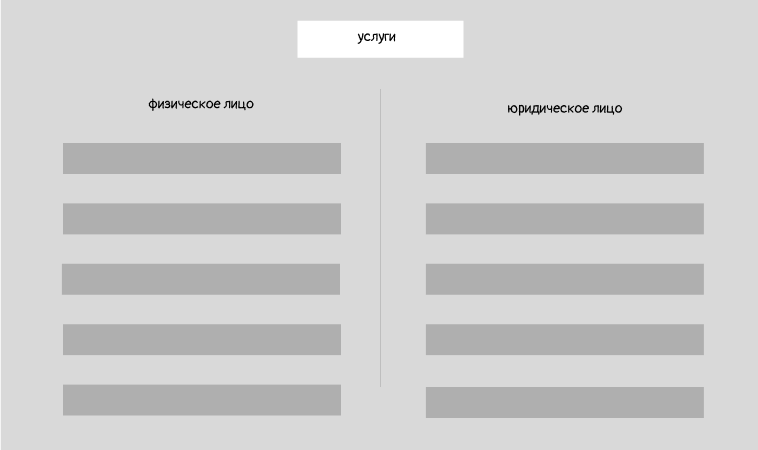 услуги
физическое лицо
юридическое лицо